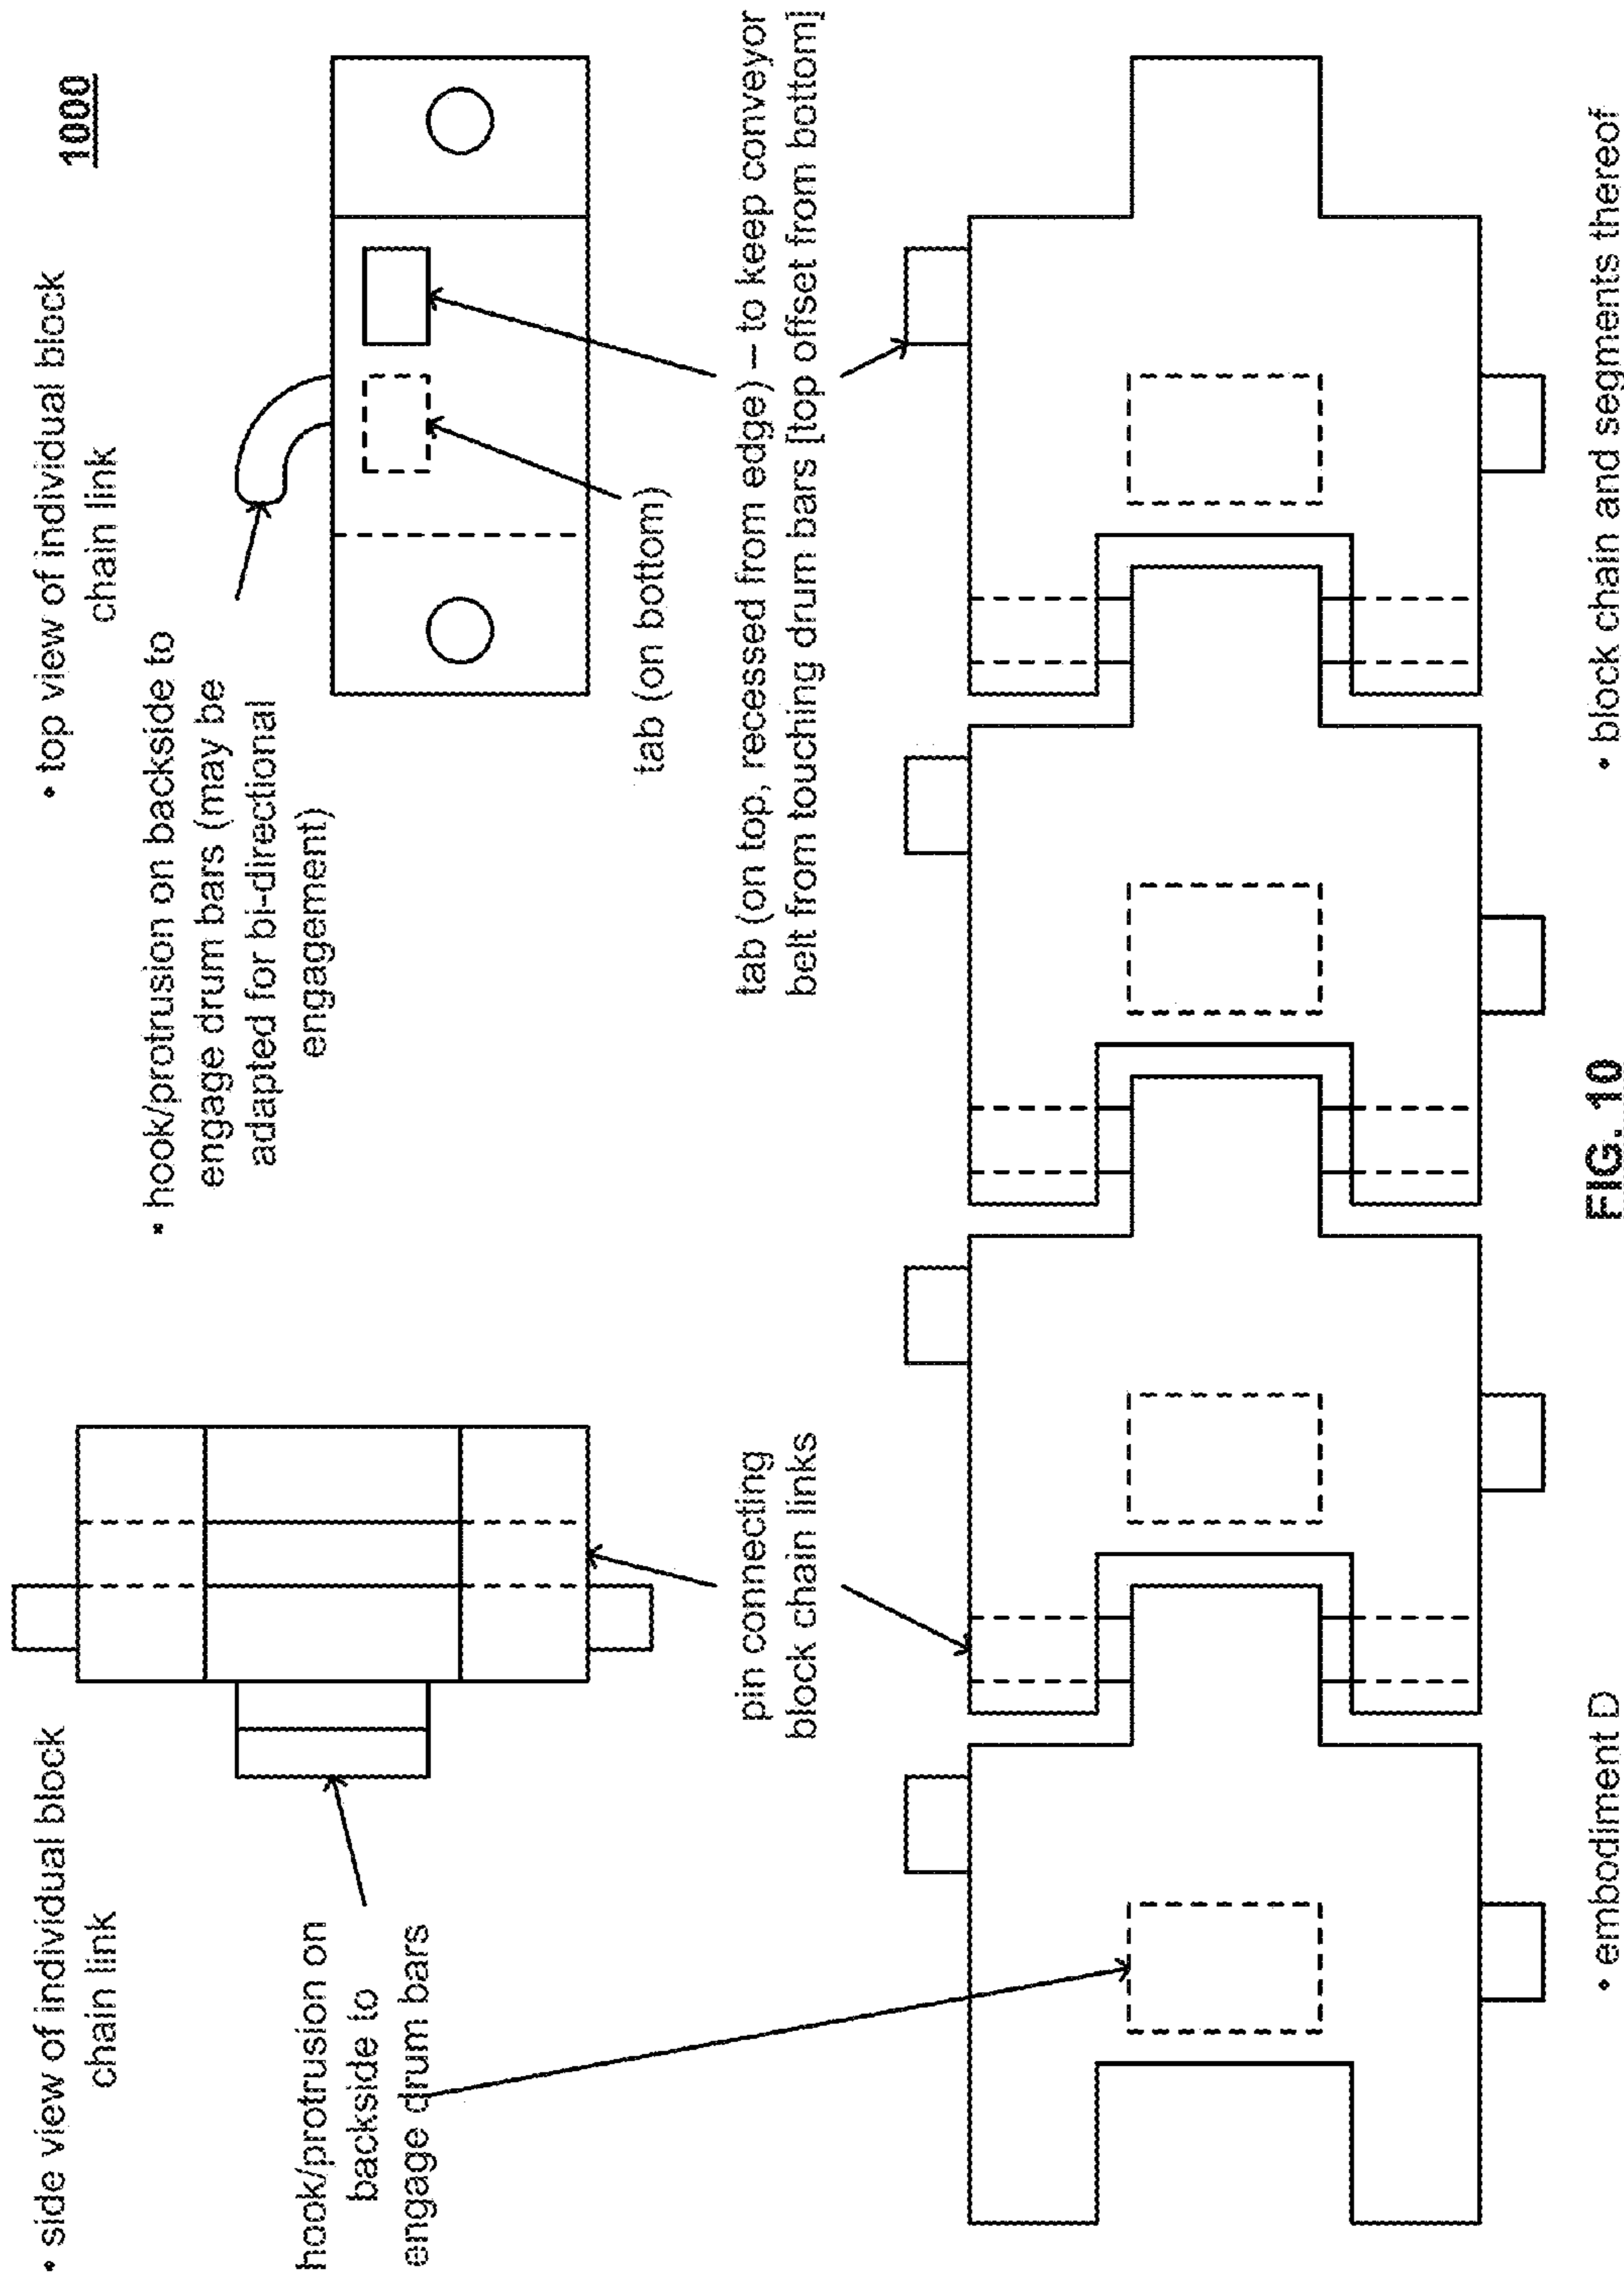 1000
• side view of individual block
chain link
• top view of individual block
chain link
• hook/protrusion on backside to
engage drum bars (may be
adapted for bi-directional
engagement)
hook/protrusion on
backside to
engage drum bars
tab (on bottom)
pin connecting
block chain links
tab (on top, recessed from edge) – to keep conveyor
belt from touching drum bars [top offset from bottom]
• embodiment D
FIG. 10
• block chain and segments thereof